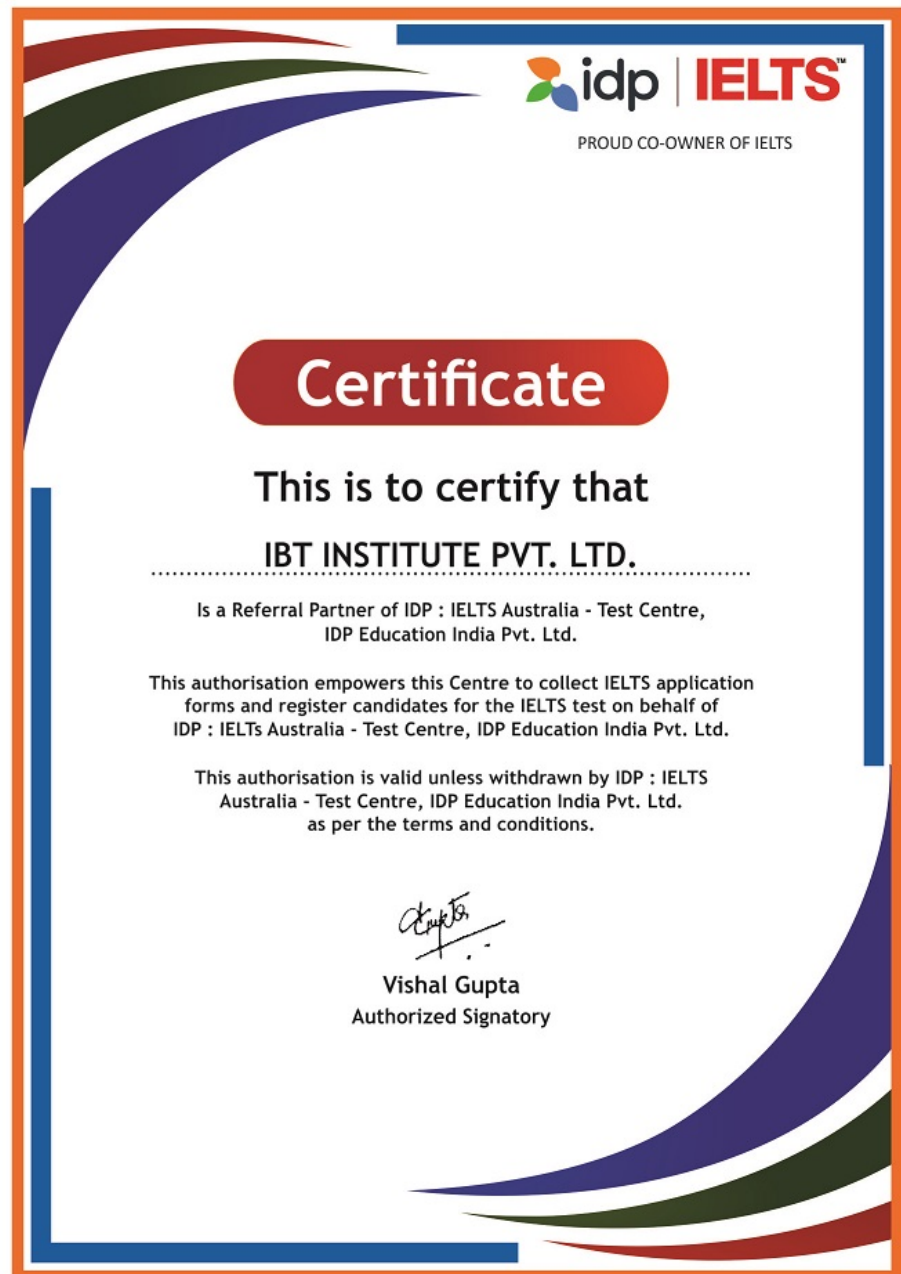 idp | IELTS™
PROUD CO-OWNER OF IELTS
Certificate
This is to certify that
IBT INSTITUTE PVT. LTD.
Is a Referral Partner of IDP : IELTS Australia - Test Centre,
IDP Education India Pvt. Ltd.
This authorisation empowers this Centre to collect IELTS application
forms and register candidates for the IELTS test on behalf of
IDP : IELTs Australia - Test Centre, IDP Education India Pvt. Ltd.
This authorisation is valid unless withdrawn by IDP : IELTS
Australia - Test Centre, IDP Education India Pvt. Ltd.
as per the terms and conditions.
Vishal Gupta
Authorized Signatory